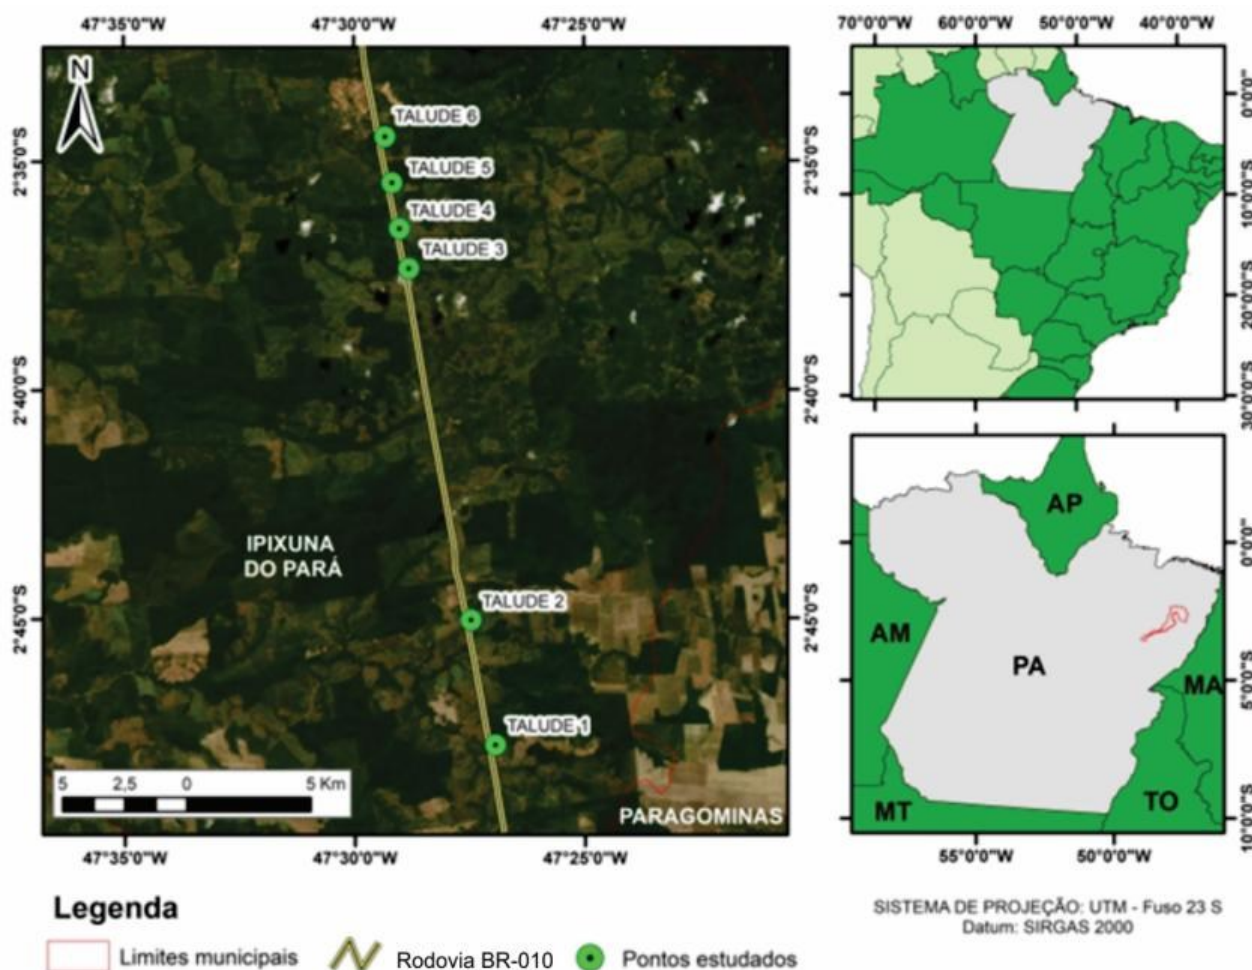 47°35'0"W
47°30'0"W
47°25'0"W
N
TALUDE 6
TALUDE 5
TALUDE 4
TALUDE 3
IPIXUNA
DO PARÁ
TALUDE 2
TALUDE 1
5
2,5
0
5 Km
PARAGOMINAS
2°35'0"S
2°40'0"S
2°45'0"S
2°35'0"S
2°40'0"S
2°45'0"S
47°35'0"W
47°30'0"W
47°25'0"W
70°0'0"W
60°0'0"W
50°0'0"W
40°0'0"W
0°0'0"
10°0'0"S
20°0'0"S
30°0'0"S
AP
AM
PA
MA
MT
TO
0°0'0"
5°0'0"S
10°0'0"S
55°0'0"W
50°0'0"W
Legenda
Limites municipais
Rodovia BR-010
Pontos estudados
SISTEMA DE PROJEÇÃO: UTM - Fuso 23 S
Datum: SIRGAS 2000